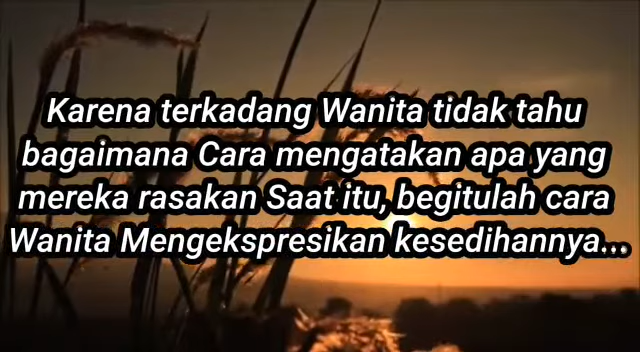 Karena terkadang Wanita tidak tahu
bagaimana Cara mengatakan apa yang
mereka rasakan Saat itu, begitulah cara
Wanita Mengekspresikan kesedihannya...